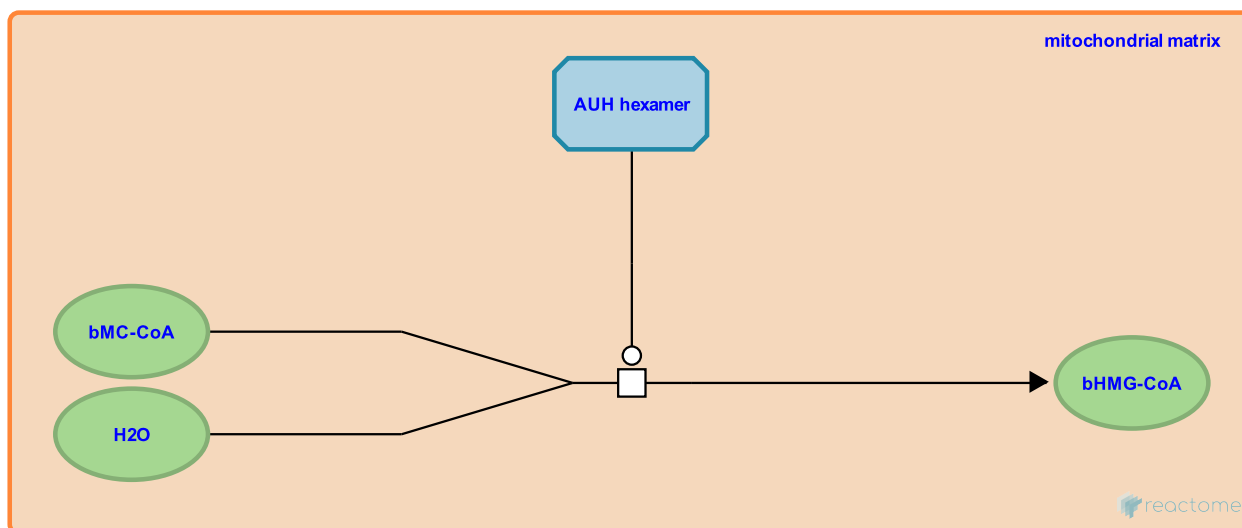 mitochondrial matrix
AUH hexamer
bMC-CoA
H2O
bHMG-CoA
reactome